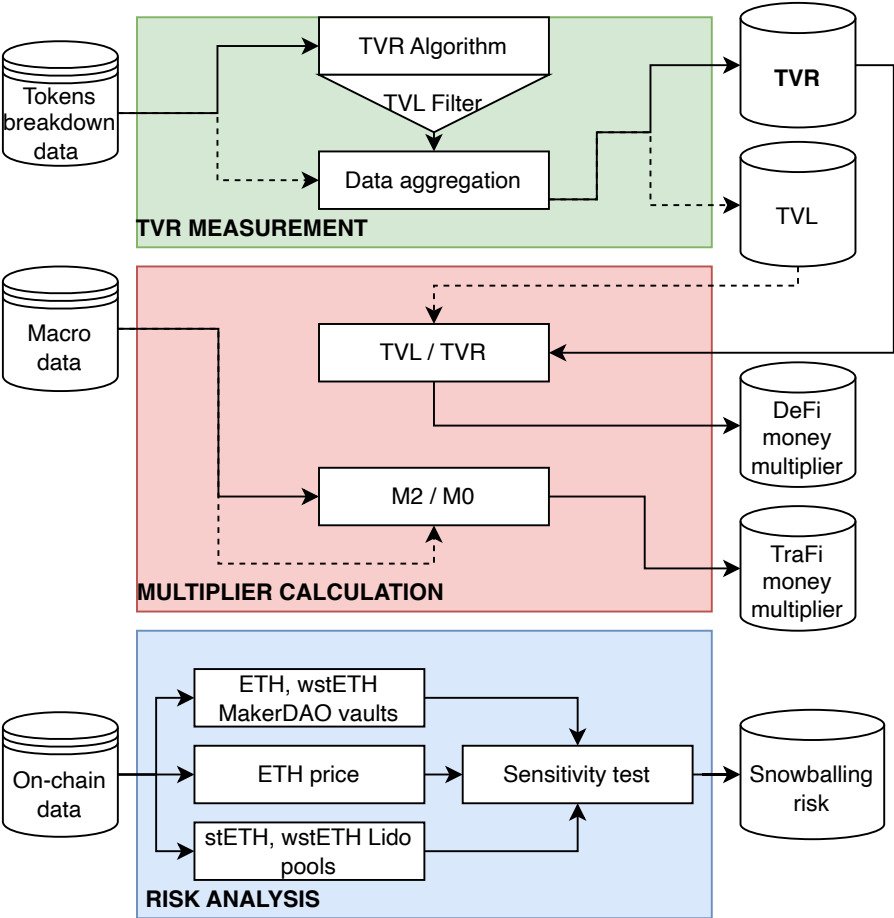 Tokens
breakdown
data
TVR Algorithm
TVL Filter
Data aggregation
TVR MEASUREMENT
TVR
TVL
Macro
data
TVL / TVR
M2 / M0
MULTIPLIER CALCULATION
DeFi
money
multiplier
TraFi
money
multiplier
On-chain
data
ETH, wstETH
MakerDAO vaults
ETH price
stETH, wstETH Lido
pools
Sensitivity test
RISK ANALYSIS
Snowballing
risk